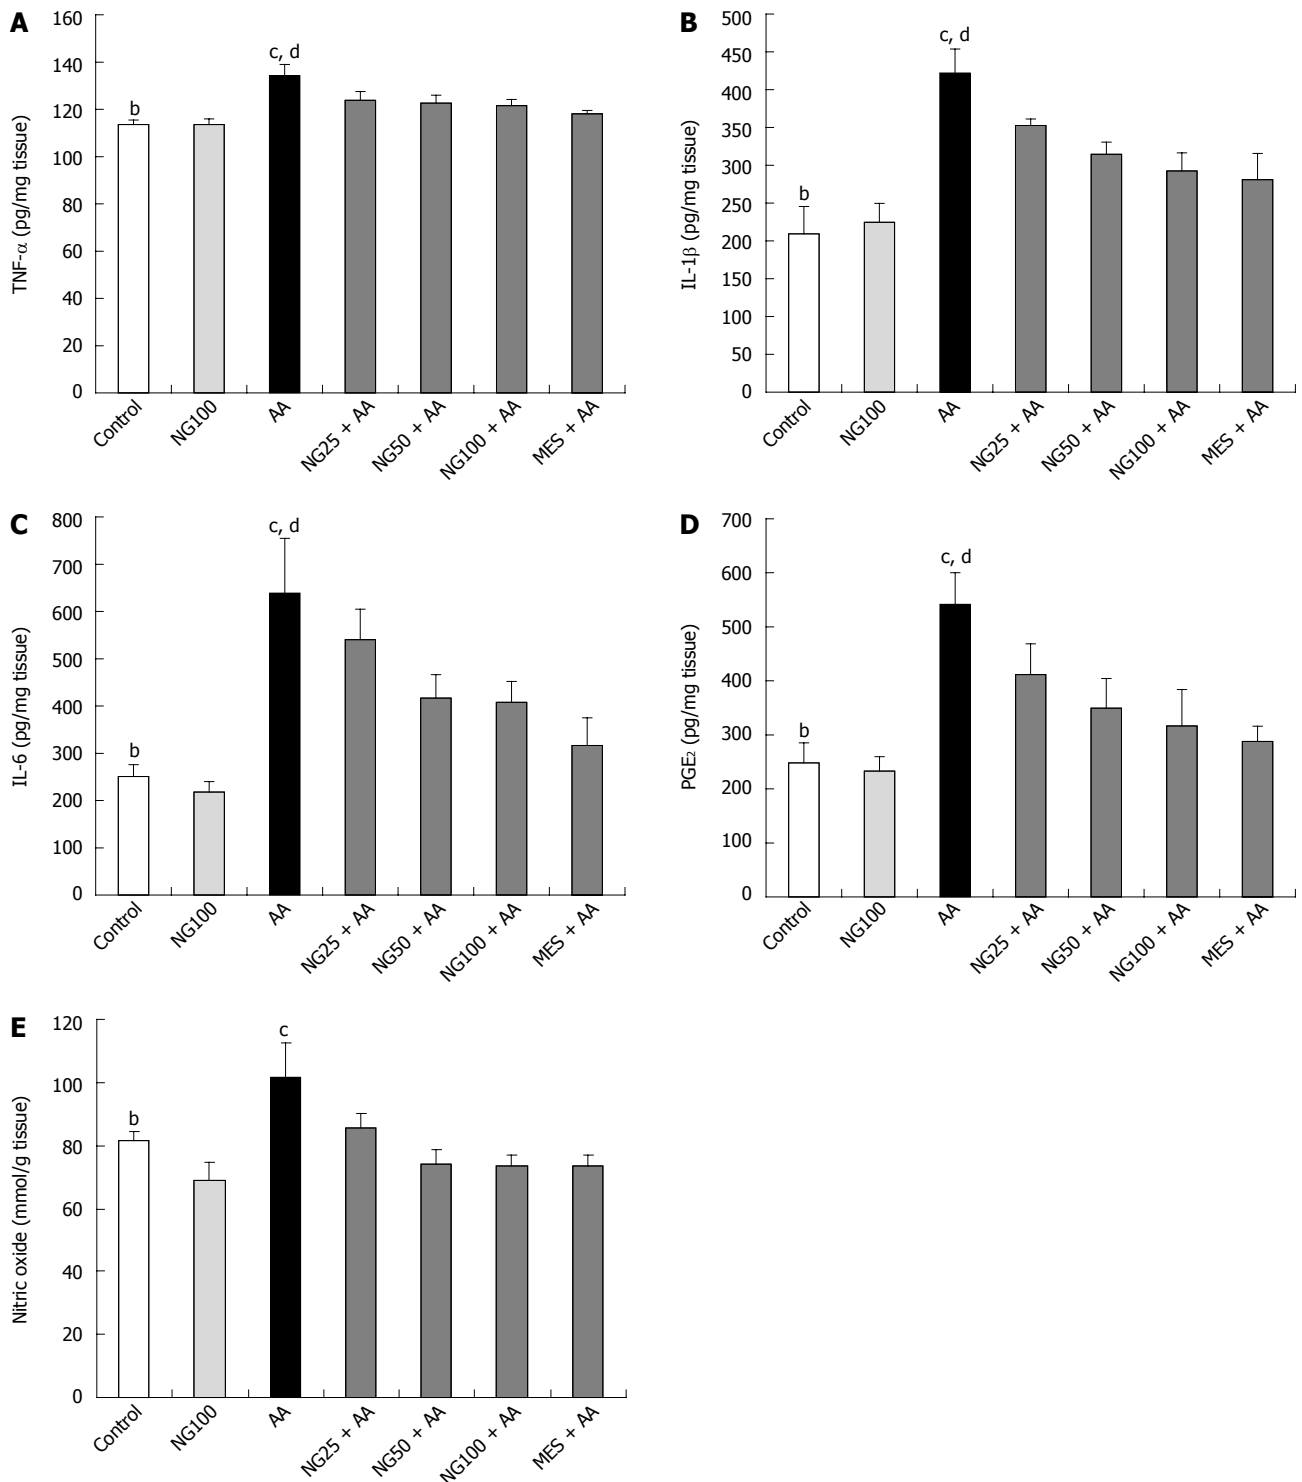 A
TNF-α (pg/mg tissue)
160
140
120
100
80
60
40
20
0
b
c, d
Control
NG100
AA
NG25 + AA
NG50 + AA
NG100 + AA
MES + AA
B
IL-1β (pg/mg tissue)
500
450
400
350
300
250
200
150
100
50
0
b
c, d
Control
NG100
AA
NG25 + AA
NG50 + AA
NG100 + AA
MES + AA
C
IL-6 (pg/mg tissue)
800
700
600
500
400
300
200
100
0
b
c, d
Control
NG100
AA
NG25 + AA
NG50 + AA
NG100 + AA
MES + AA
D
PGE₂ (pg/mg tissue)
700
600
500
400
300
200
100
0
b
c, d
Control
NG100
AA
NG25 + AA
NG50 + AA
NG100 + AA
MES + AA
E
Nitric oxide (mmol/g tissue)
120
100
80
60
40
20
0
b
c
Control
NG100
AA
NG25 + AA
NG50 + AA
NG100 + AA
MES + AA